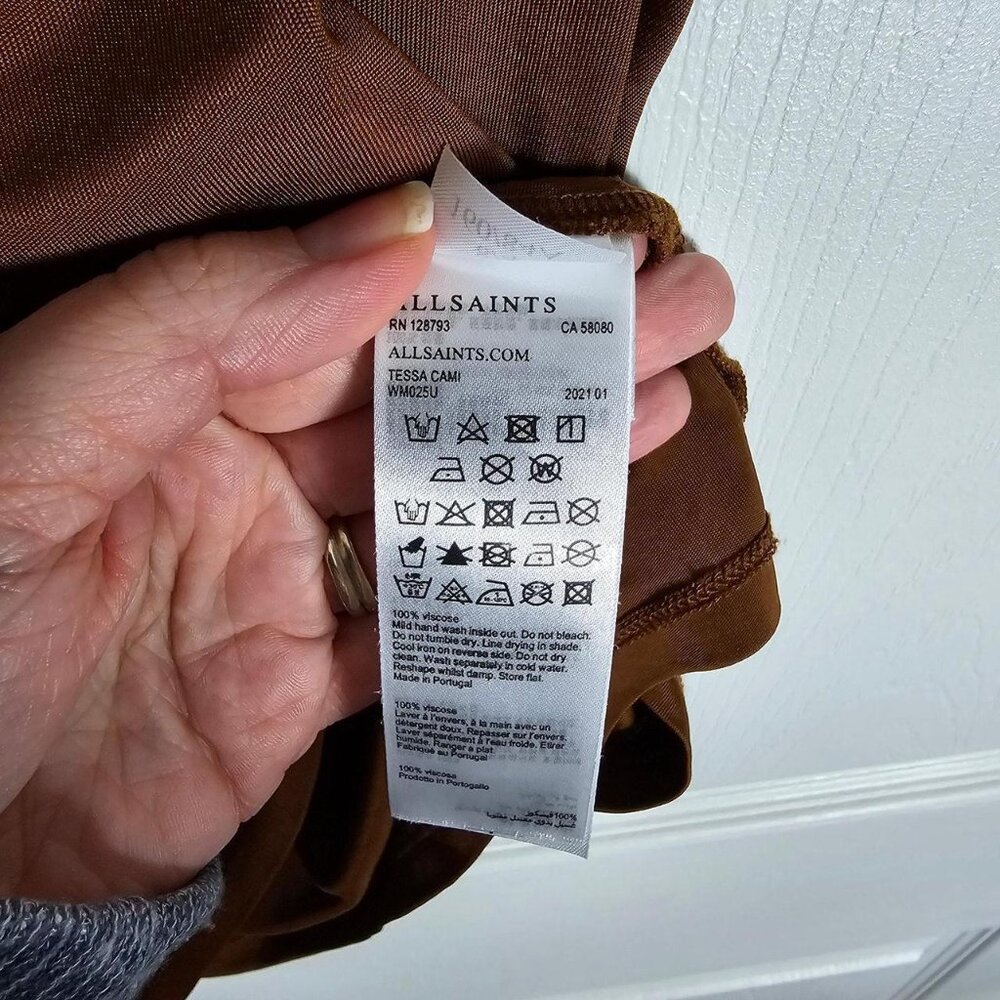 ALLSAINTS
RN 128793 CA 58080
ALLSAINTS.COM
TESSA CAMI
WM025U 2021 01
100% viscose
Mild hand wash inside out. Do not bleach.
Do not tumble dry. Line drying in shade.
Cool iron on reverse side. Do not dry
clean. Wash separately in cold water.
Reshape whilst damp. Store flat.
Made in Portugal
100% viscose
Laver à l'envers, à la main avec un
détergent doux. Repasser sur l'envers.
Laver séparément à l'eau froide. Etirer
humide. Ranger a plat.
Fabriqué au Portugal
100% viscosa
Prodotto in Portogallo
100% فيسكوز